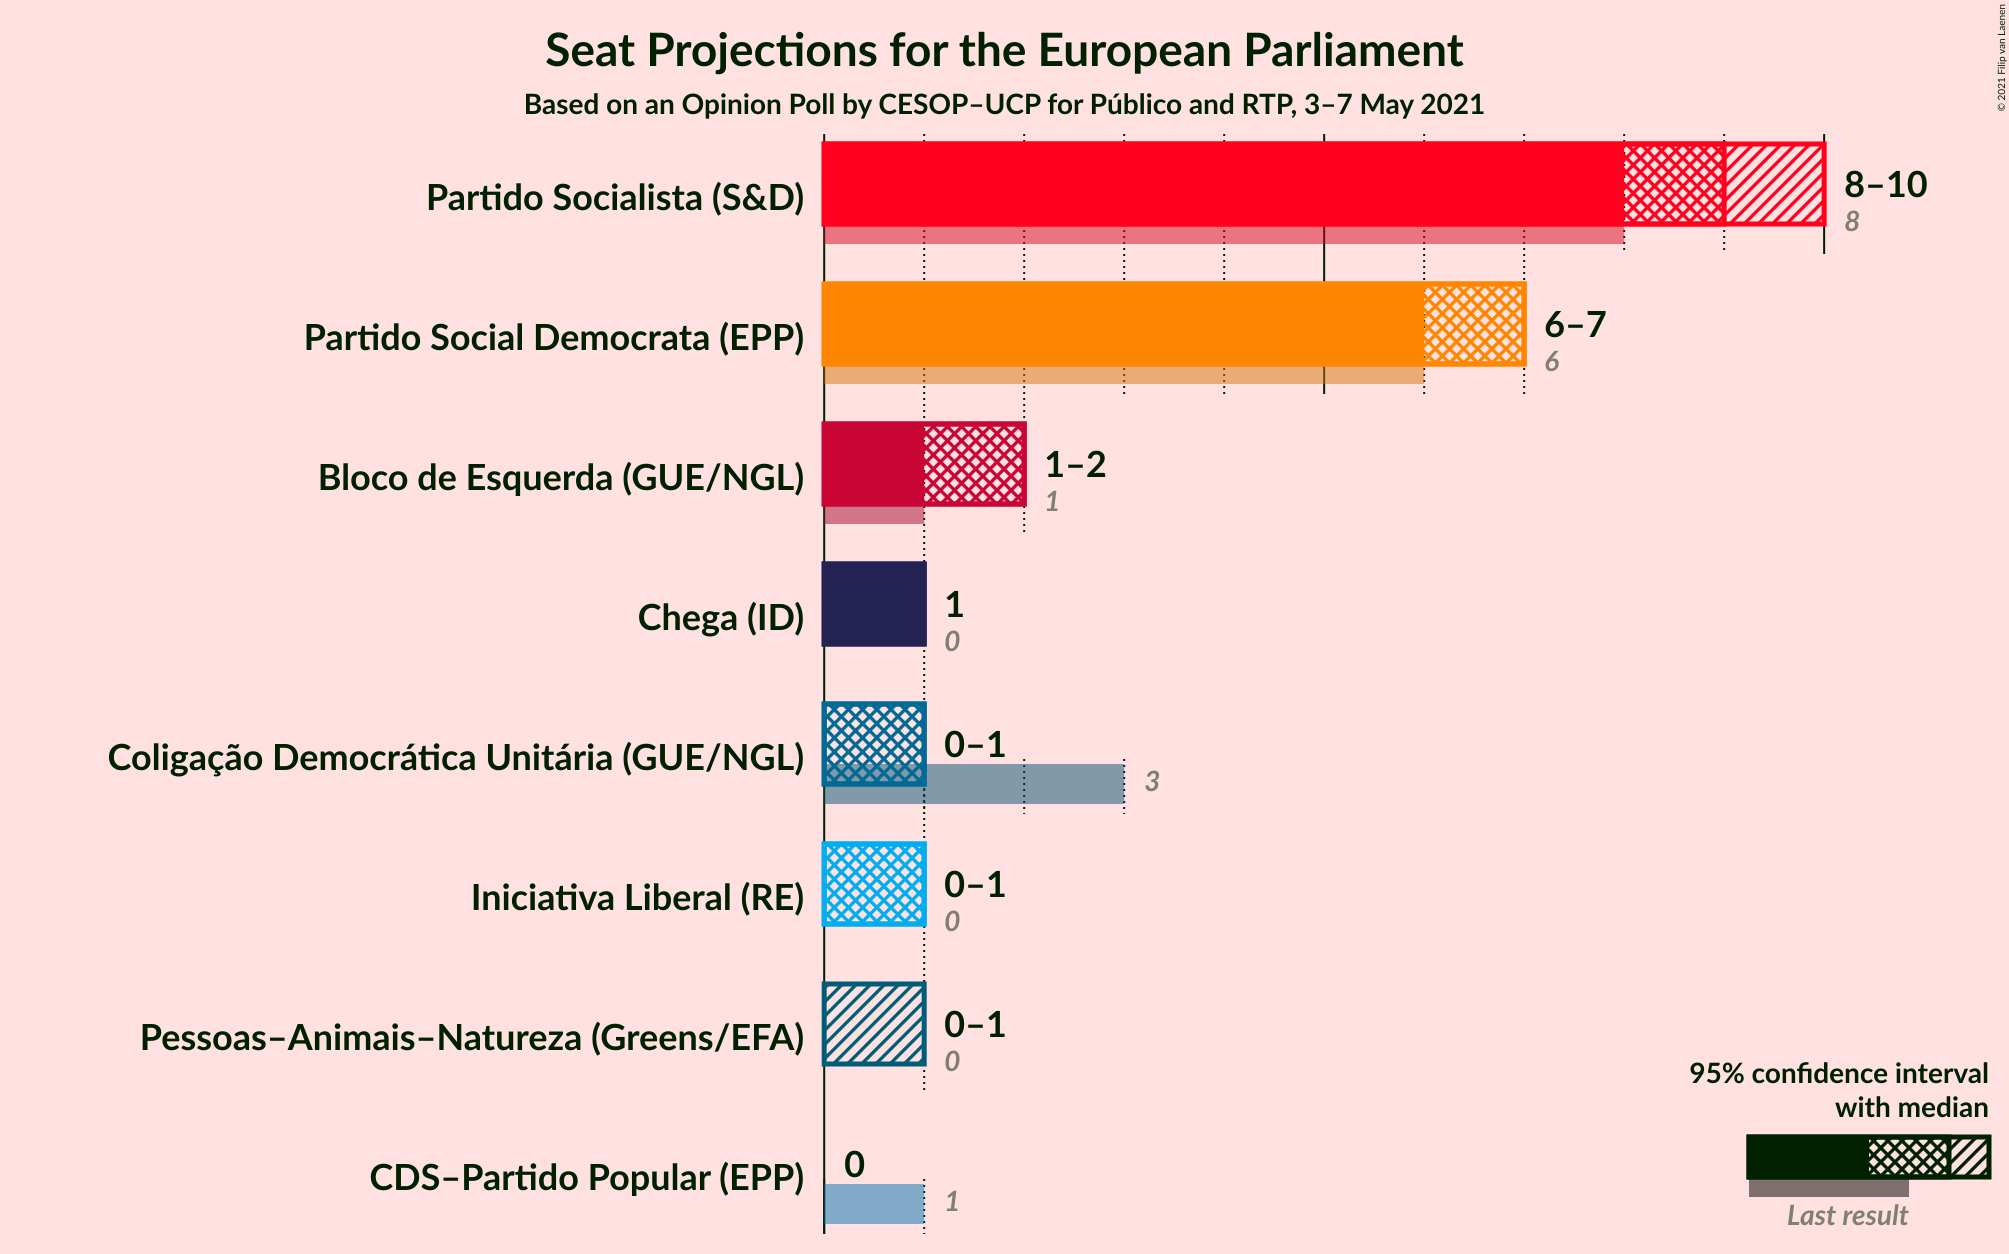 Seat Projections for the European Parliament
Based on an Opinion Poll by CESOP–UCP for Público and RTP, 3–7 May 2021
© 2021 Filip van Laenen
Partido Socialista (S&D)
8–10
8
Partido Social Democrata (EPP)
6–7
6
Bloco de Esquerda (GUE/NGL)
1–2
1
Chega (ID)
1
0
Coligação Democrática Unitária (GUE/NGL)
0–1
3
Iniciativa Liberal (RE)
0–1
0
Pessoas–Animais–Natureza (Greens/EFA)
0–1
0
CDS–Partido Popular (EPP)
0
1
95% confidence interval
with median
Last result